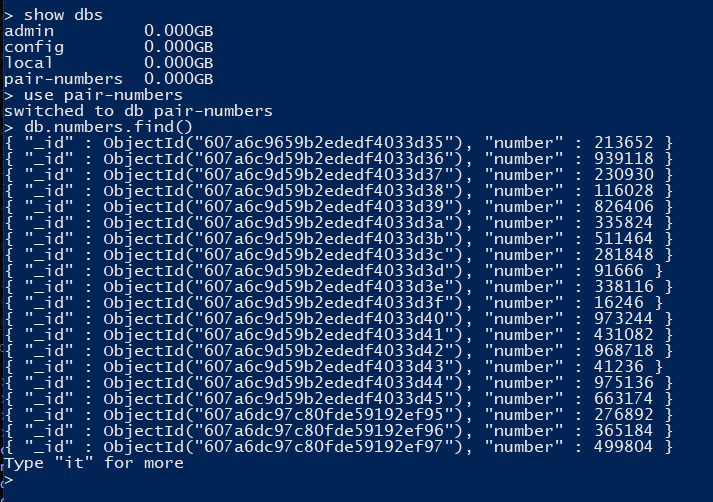 > show dbs
admin         0.000GB
config        0.000GB
local         0.000GB
pair-numbers  0.000GB
> use pair-numbers
switched to db pair-numbers
> db.numbers.find()
{ "_id" : ObjectId("607a6c9659b2ededf4033d35"), "number" : 213652 }
{ "_id" : ObjectId("607a6c9d59b2ededf4033d36"), "number" : 939118 }
{ "_id" : ObjectId("607a6c9d59b2ededf4033d37"), "number" : 230930 }
{ "_id" : ObjectId("607a6c9d59b2ededf4033d38"), "number" : 116028 }
{ "_id" : ObjectId("607a6c9d59b2ededf4033d39"), "number" : 826406 }
{ "_id" : ObjectId("607a6c9d59b2ededf4033d3a"), "number" : 335824 }
{ "_id" : ObjectId("607a6c9d59b2ededf4033d3b"), "number" : 511464 }
{ "_id" : ObjectId("607a6c9d59b2ededf4033d3c"), "number" : 281848 }
{ "_id" : ObjectId("607a6c9d59b2ededf4033d3d"), "number" : 91666 }
{ "_id" : ObjectId("607a6c9d59b2ededf4033d3e"), "number" : 338116 }
{ "_id" : ObjectId("607a6c9d59b2ededf4033d3f"), "number" : 16246 }
{ "_id" : ObjectId("607a6c9d59b2ededf4033d40"), "number" : 973244 }
{ "_id" : ObjectId("607a6c9d59b2ededf4033d41"), "number" : 431082 }
{ "_id" : ObjectId("607a6c9d59b2ededf4033d42"), "number" : 968718 }
{ "_id" : ObjectId("607a6c9d59b2ededf4033d43"), "number" : 41236 }
{ "_id" : ObjectId("607a6c9d59b2ededf4033d44"), "number" : 975136 }
{ "_id" : ObjectId("607a6c9d59b2ededf4033d45"), "number" : 663174 }
{ "_id" : ObjectId("607a6dc97c80fde59192ef95"), "number" : 276892 }
{ "_id" : ObjectId("607a6dc97c80fde59192ef96"), "number" : 365184 }
{ "_id" : ObjectId("607a6dc97c80fde59192ef97"), "number" : 499804 }
Type "it" for more
>